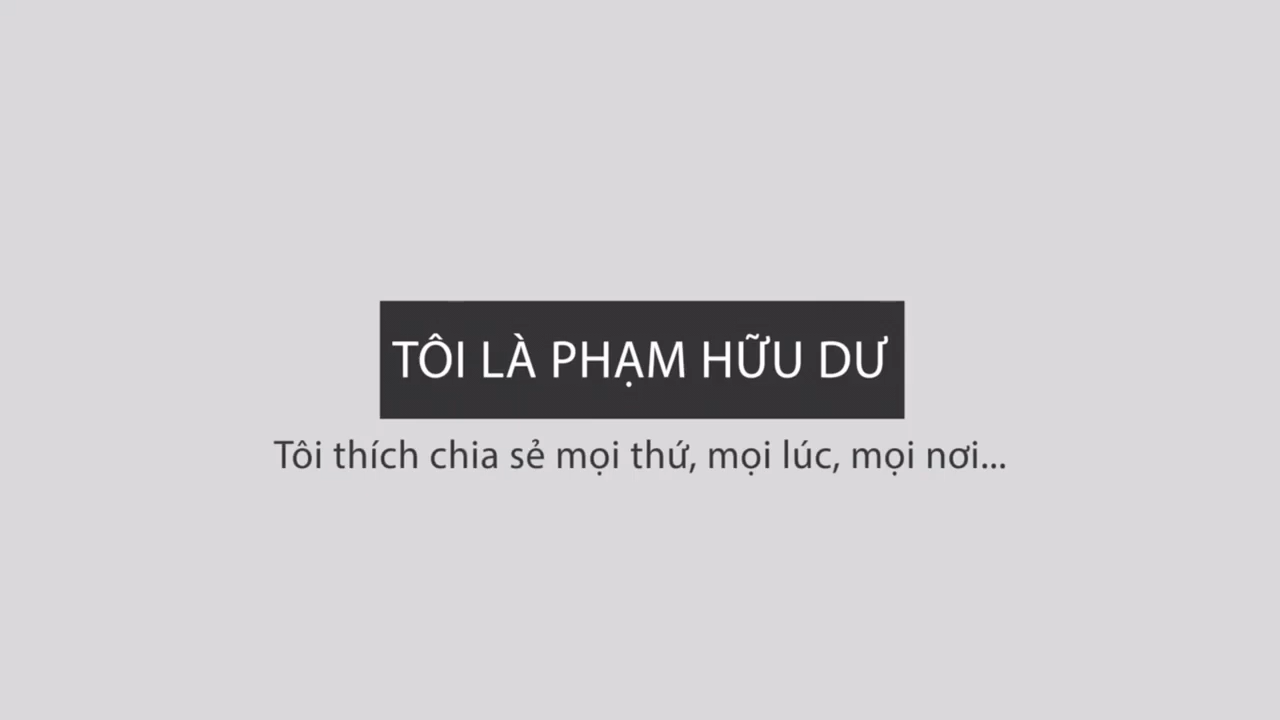 TÔI LÀ PHẠM HỮU DƯ
Tôi thích chia sẻ mọi thứ, mọi lúc, mọi nơi...